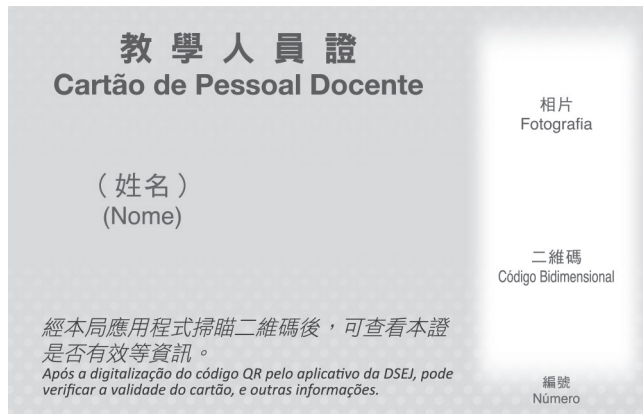 教學人員證
Cartão de Pessoal Docente
（姓名）
(Nome)
經本局應用程式掃瞄二維碼後，可查看本證
是否有效等資訊。
Após a digitalização do código QR pelo aplicativo da DSEJ, pode
verificar a validade do cartão, e outras informações.
相片
Fotografia
二維碼
Código Bidimensional
編號
Número